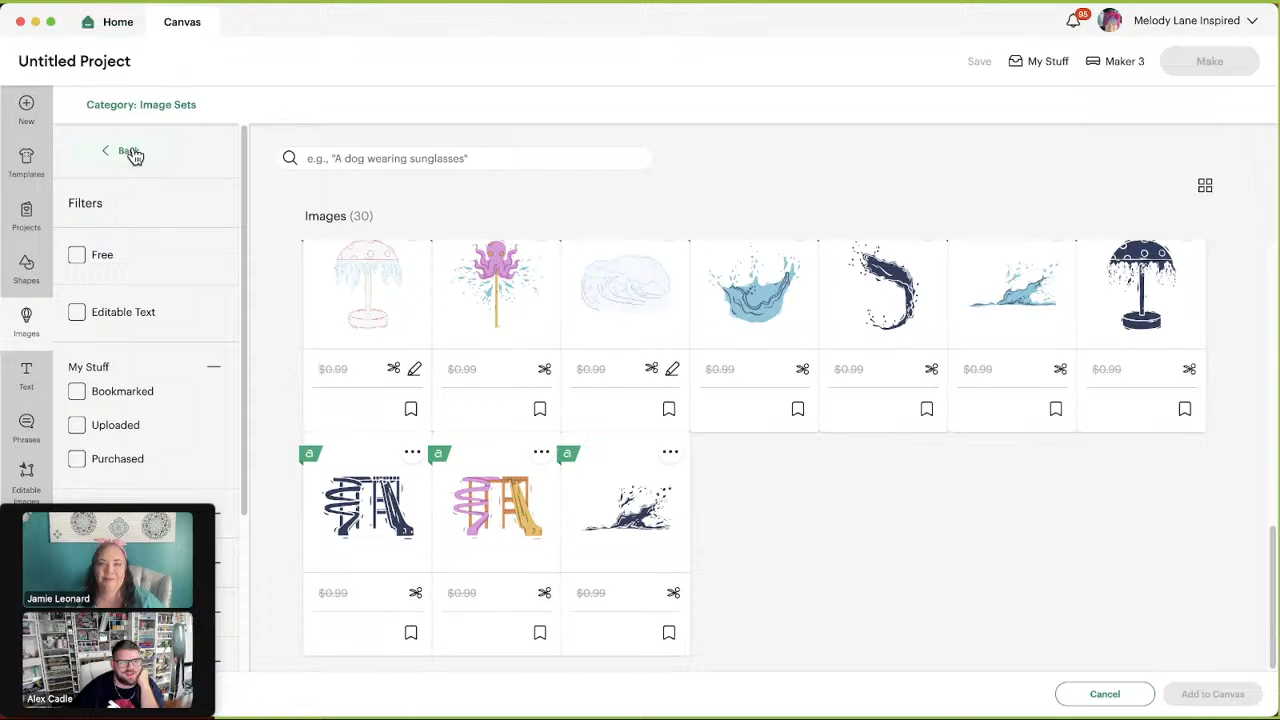 Home
Canvas
95
Melody Lane Inspired
Untitled Project
Save
My Stuff
Maker 3
Make
New
Templates
Projects
Shapes
Images
Text
Phrases
Editable
Images
Category: Image Sets
Back
Filters
Free
Editable Text
My Stuff
Bookmarked
Uploaded
Purchased
e.g., "A dog wearing sunglasses"
Images (30)
$0.99
$0.99
$0.99
$0.99
$0.99
$0.99
$0.99
a
a
a
$0.99
$0.99
$0.99
Jamie Leonard
Alex Cadle
Cancel
Add to Canvas